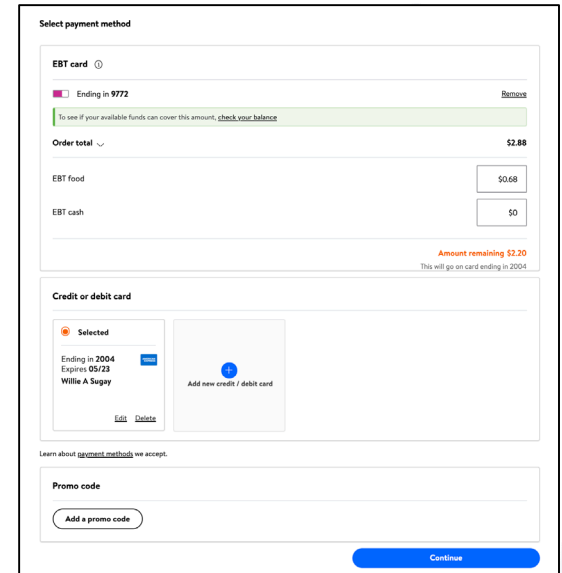 Select payment method
EBT card
Ending in 9772
Remove
To see if your available funds can cover this amount, check your balance
Order total
$2.88
EBT food
$0.68
EBT cash
$0
Amount remaining $2.20
This will go on card ending in 2004
Credit or debit card
Selected
Ending in 2004
Expires 05/23
Willie A Sugay
Edit Delete
Add new credit / debit card
Learn about payment methods we accept.
Promo code
Add a promo code
Continue